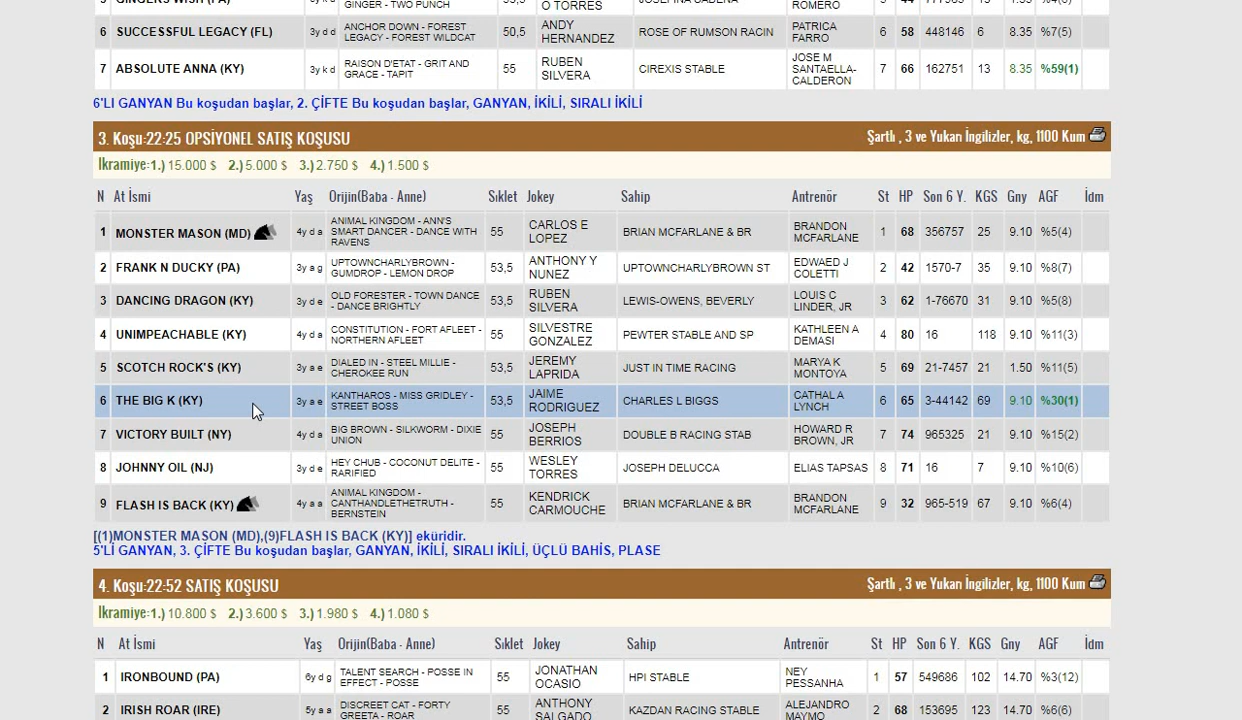 GINGER - TWO PUNCH O TORRES ROMERO
6 SUCCESSFUL LEGACY (FL) 3y d d ANCHOR DOWN - FOREST LEGACY - FOREST WILDCAT 50,5 ANDY HERNANDEZ ROSE OF RUMSON RACIN PATRICA FARRO 6 58 448146 6 8.35 %7(5)
7 ABSOLUTE ANNA (KY) 3y k d RAISON D'ETAT - GRIT AND GRACE - TAPIT 55 RUBEN SILVERA CIREXIS STABLE JOSE M SANTAELLA-CALDERON 7 66 162751 13 8.35 %59(1)
6'LI GANYAN Bu koşudan başlar, 2. ÇİFTE Bu koşudan başlar, GANYAN, İKİLİ, SIRALI İKİLİ
3. Koşu:22:25 OPSİYONEL SATIŞ KOŞUSU Şartlı , 3 ve Yukarı İngilizler, kg, 1100 Kum
İkramiye:1.) 15.000 $ 2.) 5.000 $ 3.) 2.750 $ 4.) 1.500 $
N At İsmi Yaş Orijin(Baba - Anne) Sıklet Jokey Sahip Antrenör St HP Son 6 Y. KGS Gny AGF İdm
1 MONSTER MASON (MD) 4y d a ANIMAL KINGDOM - ANN'S SMART DANCER - DANCE WITH RAVENS 55 CARLOS E LOPEZ BRIAN MCFARLANE & BR BRANDON MCFARLANE 1 68 356757 25 9.10 %5(4)
2 FRANK N DUCKY (PA) 3y a g UPTOWNCHARLYBROWN - GUMDROP - LEMON DROP 53,5 ANTHONY Y NUNEZ UPTOWNCHARLYBROWN ST EDWAED J COLETTI 2 42 1570-7 35 9.10 %8(7)
3 DANCING DRAGON (KY) 3y d e OLD FORESTER - TOWN DANCE - DANCE BRIGHTLY 53,5 RUBEN SILVERA LEWIS-OWENS, BEVERLY LOUIS C LINDER, JR 3 62 1-76670 31 9.10 %5(8)
4 UNIMPEACHABLE (KY) 4y d a CONSTITUTION - FORT AFLEET - NORTHERN AFLEET 55 SILVESTRE GONZALEZ PEWTER STABLE AND SP KATHLEEN A DEMASI 4 80 16 118 9.10 %11(3)
5 SCOTCH ROCK'S (KY) 3y a e DIALED IN - STEEL MILLIE - CHEROKEE RUN 53,5 JEREMY LAPRIDA JUST IN TIME RACING MARYA K MONTOYA 5 69 21-7457 21 1.50 %11(5)
6 THE BIG K (KY) 3y a e KANTHAROS - MISS GRIDLEY - STREET BOSS 53,5 JAIME RODRIGUEZ CHARLES L BIGGS CATHAL A LYNCH 6 65 3-44142 69 9.10 %30(1)
7 VICTORY BUILT (NY) 4y d a BIG BROWN - SILKWORM - DIXIE UNION 55 JOSEPH BERRIOS DOUBLE B RACING STAB HOWARD R BROWN, JR 7 74 965325 21 9.10 %15(2)
8 JOHNNY OIL (NJ) 3y d e HEY CHUB - COCONUT DELITE - RARIFIED 55 WESLEY TORRES JOSEPH DELUCCA ELIAS TAPSAS 8 71 16 7 9.10 %10(6)
9 FLASH IS BACK (KY) 4y a a ANIMAL KINGDOM - CANTHANDLETHETRUTH - BERNSTEIN 55 KENDRICK CARMOUCHE BRIAN MCFARLANE & BR BRANDON MCFARLANE 9 32 965-519 67 9.10 %6(4)
[(1)MONSTER MASON (MD),(9)FLASH IS BACK (KY)] eküridir.
5'Lİ GANYAN, 3. ÇİFTE Bu koşudan başlar, GANYAN, İKİLİ, SIRALI İKİLİ, ÜÇLÜ BAHİS, PLASE
4. Koşu:22:52 SATIŞ KOŞUSU Şartlı , 3 ve Yukarı İngilizler, kg, 1100 Kum
İkramiye:1.) 10.800 $ 2.) 3.600 $ 3.) 1.980 $ 4.) 1.080 $
N At İsmi Yaş Orijin(Baba - Anne) Sıklet Jokey Sahip Antrenör St HP Son 6 Y. KGS Gny AGF İdm
1 IRONBOUND (PA) 6y d g TALENT SEARCH - POSSE IN EFFECT - POSSE 55 JONATHAN OCASIO HPI STABLE NEY PESSANHA 1 57 549686 102 14.70 %3(12)
2 IRISH ROAR (IRE) 5y a a DISCREET CAT - FORTY GREETA - ROAR 55 ANTHONY SALGADO KAZDAN RACING STABLE ALEJANDRO MAYMO 2 68 153695 123 14.70 %6(6)